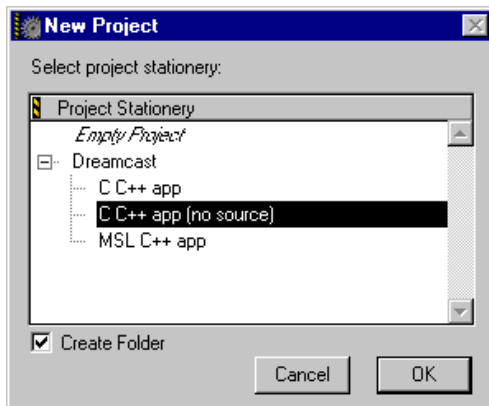 New Project
Select project stationery:
Project Stationery
Empty Project
Dreamcast
C C++ app
C C++ app (no source)
MSL C++ app
Create Folder
Cancel OK